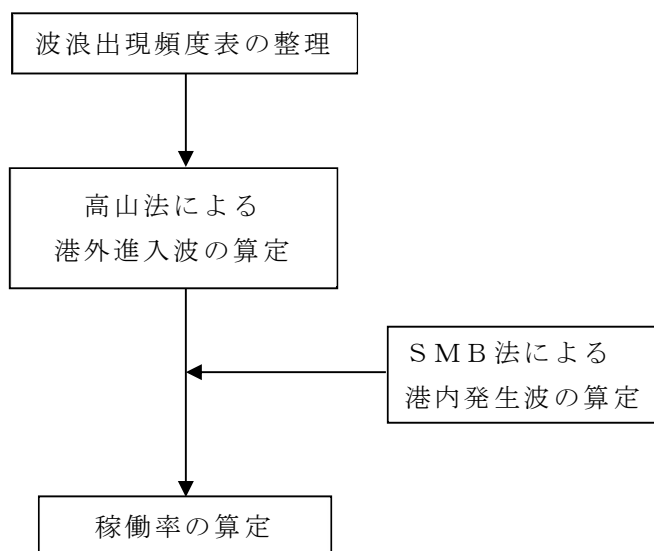 波浪出現頻度表の整理
高山法による
港外進入波の算定
ＳＭＢ法による
港内発生波の算定
稼働率の算定